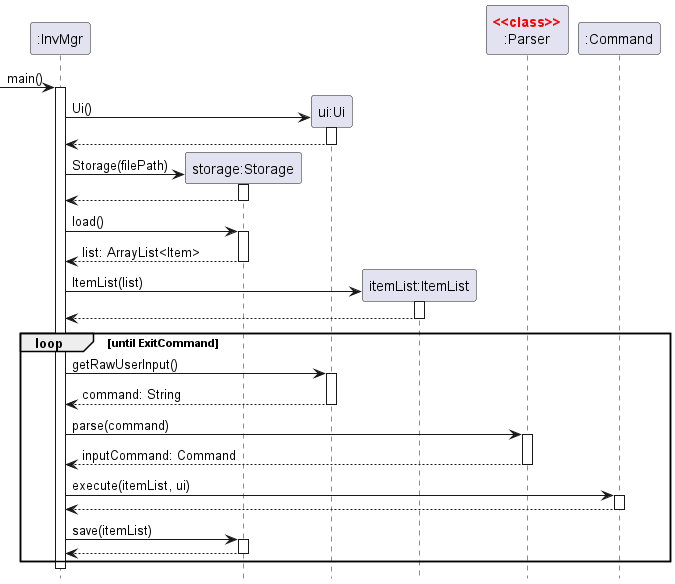 <<class>>
:InvMgr
:Parser
:Command
main()
Ui()
ui:Ui
Storage(filePath)
storage:Storage
load()
list: ArrayList<Item>
ItemList(list)
itemList:ItemList
loop [until ExitCommand]
getRawUserInput()
command: String
parse(command)
inputCommand: Command
execute(itemList, ui)
save(itemList)